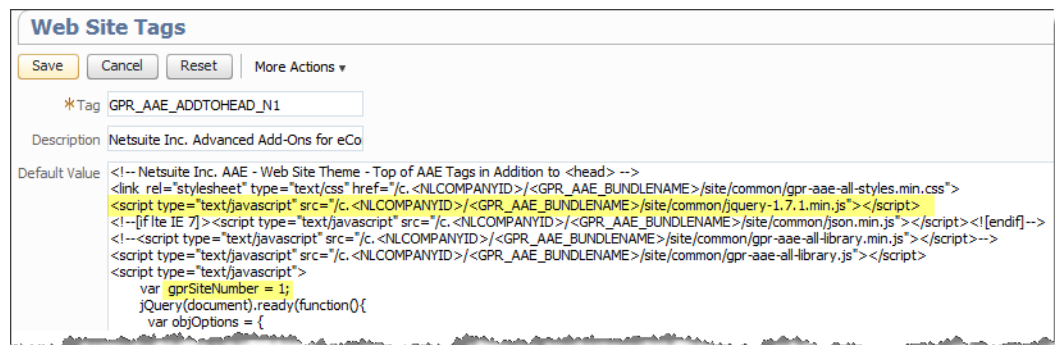 Web Site Tags
Save Cancel Reset More Actions ▾
*Tag GPR_AAE_ADDTOHEAD_N1
Description Netsuite Inc. Advanced Add-Ons for eCo
Default Value <!-- Netsuite Inc. AAE - Web Site Theme - Top of AAE Tags in Addition to <head> -->
<link rel="stylesheet" type="text/css" href="/c.<NLCOMPANYID>/<GPR_AAE_BUNDLENAME>/site/common/gpr-aae-all-styles.min.css">
<script type="text/javascript" src="/c.<NLCOMPANYID>/<GPR_AAE_BUNDLENAME>/site/common/jquery-1.7.1.min.js"></script>
<!--[if lte IE 7]><script type="text/javascript" src="/c.<NLCOMPANYID>/<GPR_AAE_BUNDLENAME>/site/common/json.min.js"></script><![endif]-->
<!--<script type="text/javascript" src="/c.<NLCOMPANYID>/<GPR_AAE_BUNDLENAME>/site/common/gpr-aae-all-library.min.js"></script>-->
<script type="text/javascript" src="/c.<NLCOMPANYID>/<GPR_AAE_BUNDLENAME>/site/common/gpr-aae-all-library.js"></script>
<script type="text/javascript">
var gprSiteNumber = 1;
jQuery(document).ready(function(){
var objOptions = {